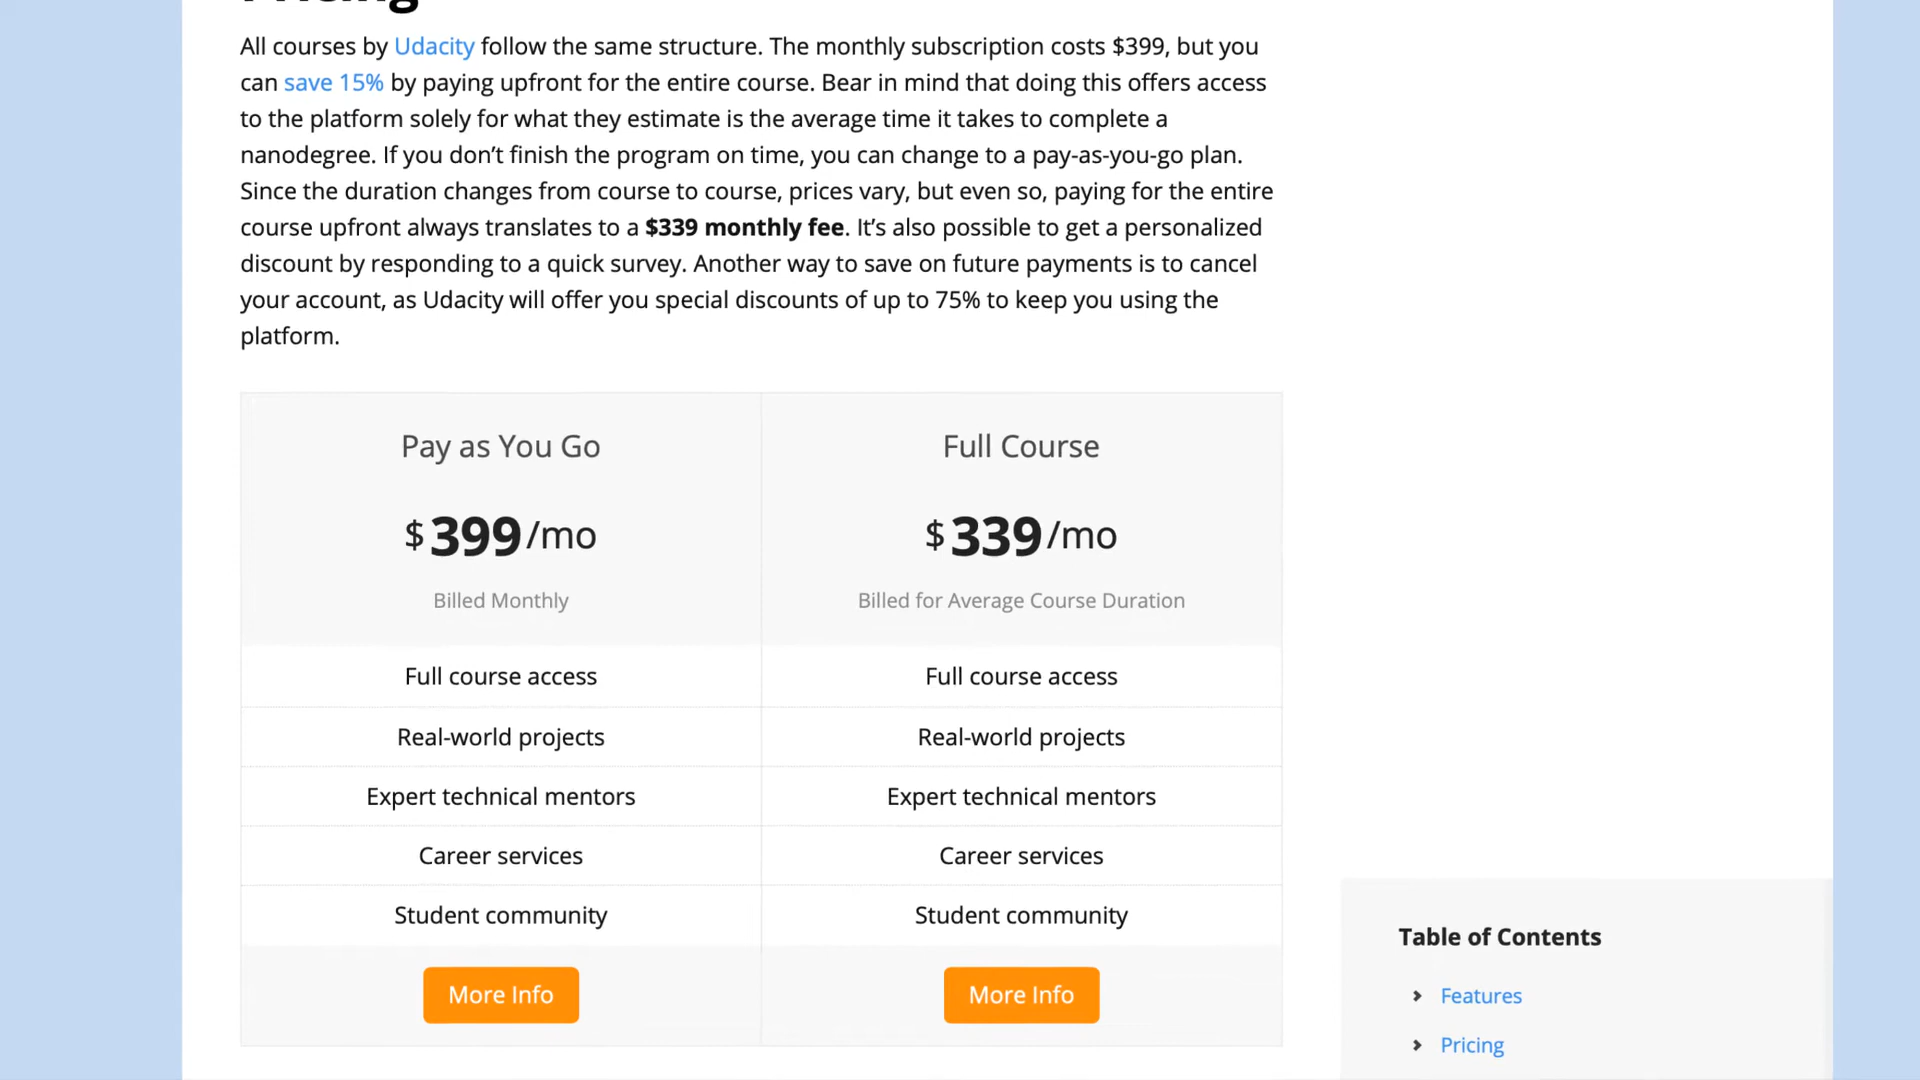 Pricing
All courses by Udacity follow the same structure. The monthly subscription costs $399, but you
can save 15% by paying upfront for the entire course. Bear in mind that doing this offers access
to the platform solely for what they estimate is the average time it takes to complete a
nanodegree. If you don’t finish the program on time, you can change to a pay-as-you-go plan.
Since the duration changes from course to course, prices vary, but even so, paying for the entire
course upfront always translates to a $339 monthly fee. It’s also possible to get a personalized
discount by responding to a quick survey. Another way to save on future payments is to cancel
your account, as Udacity will offer you special discounts of up to 75% to keep you using the
platform.
Pay as You Go
$399/mo
Billed Monthly
Full course access
Real-world projects
Expert technical mentors
Career services
Student community
More Info
Full Course
$339/mo
Billed for Average Course Duration
Full course access
Real-world projects
Expert technical mentors
Career services
Student community
More Info
Table of Contents
Features
Pricing